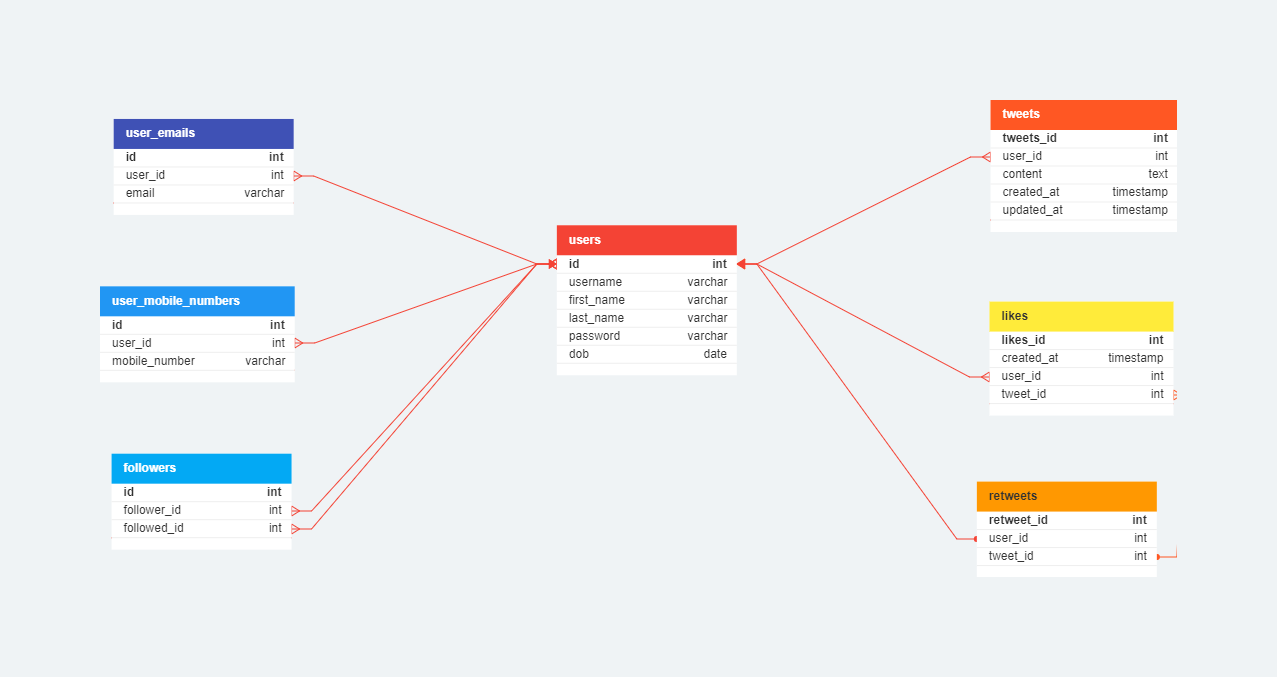 user_emails
id int
user_id int
email varchar
user_mobile_numbers
id int
user_id int
mobile_number varchar
followers
id int
follower_id int
followed_id int
users
id int
username varchar
first_name varchar
last_name varchar
password varchar
dob date
tweets
tweets_id int
user_id int
content text
created_at timestamp
updated_at timestamp
likes
likes_id int
created_at timestamp
user_id int
tweet_id int
retweets
retweet_id int
user_id int
tweet_id int